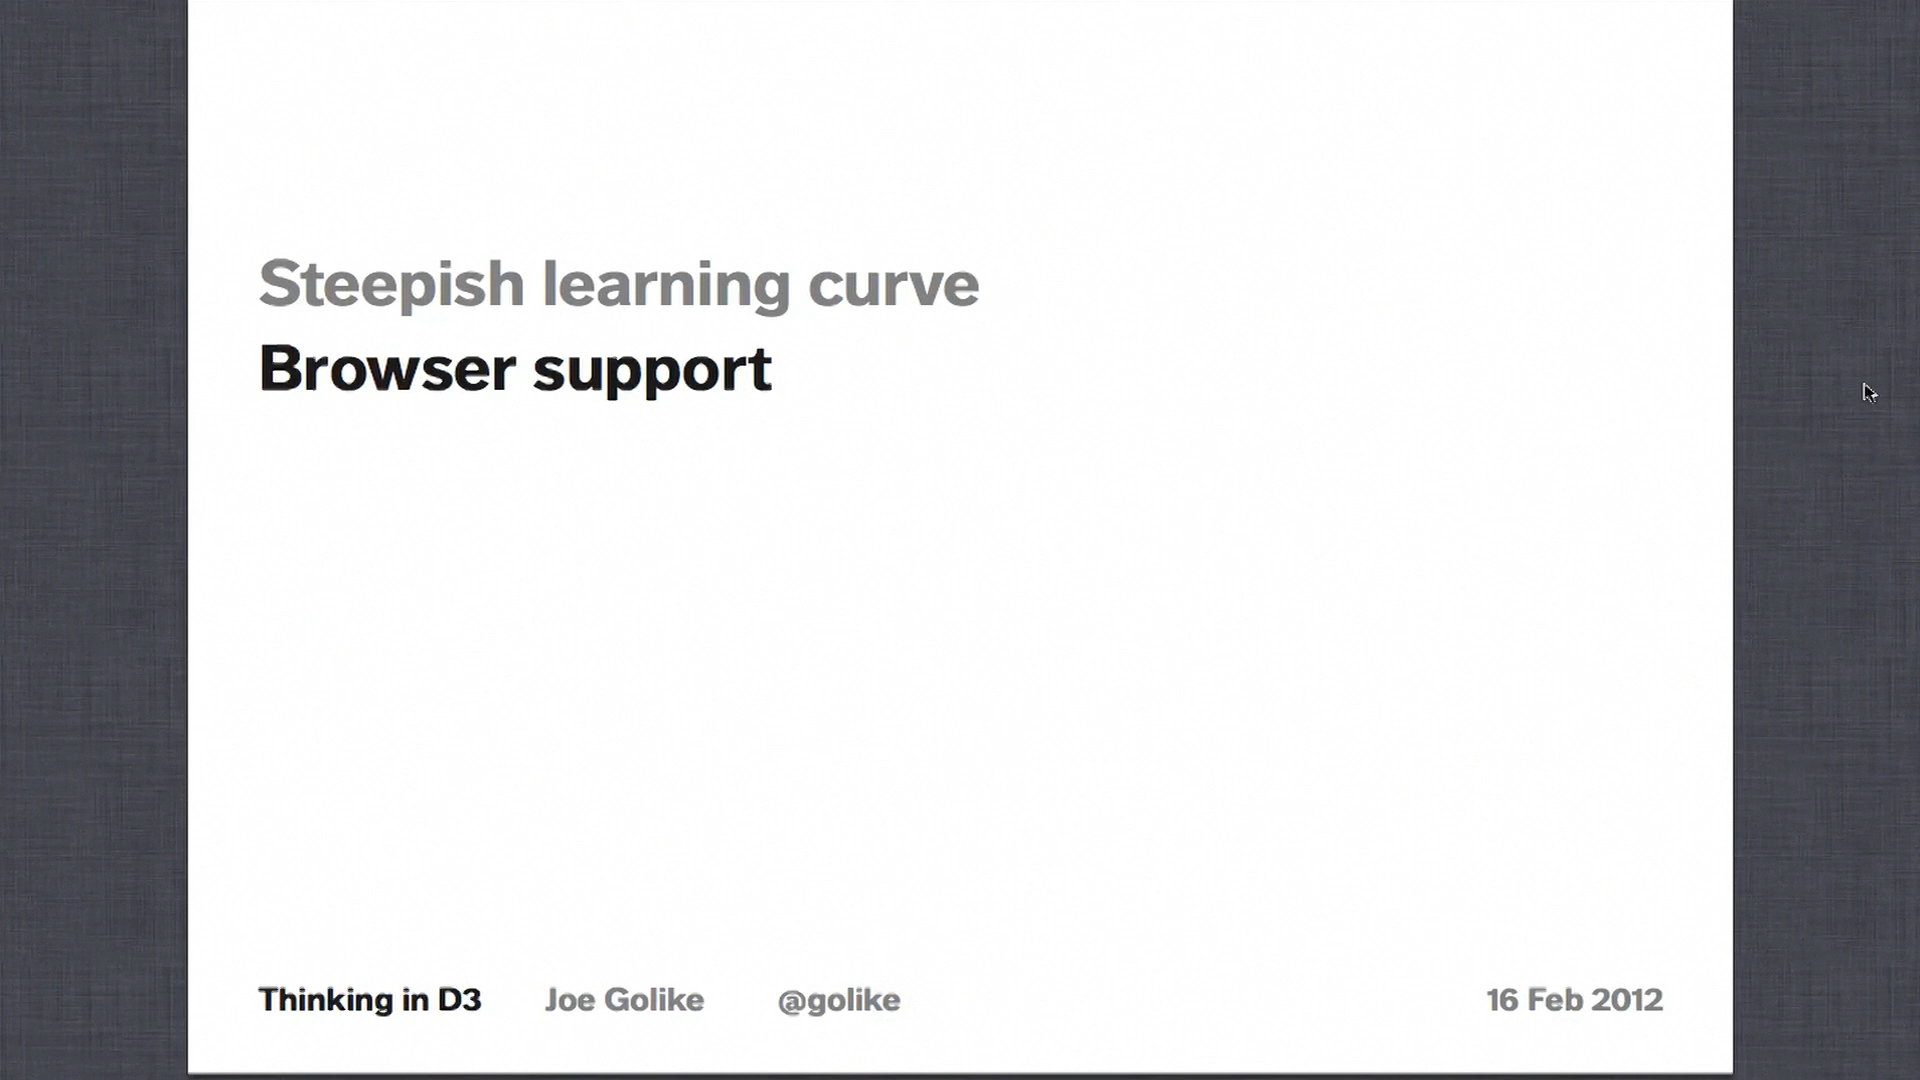 Steepish learning curve
Browser support
Thinking in D3 Joe Golike @golike 16 Feb 2012